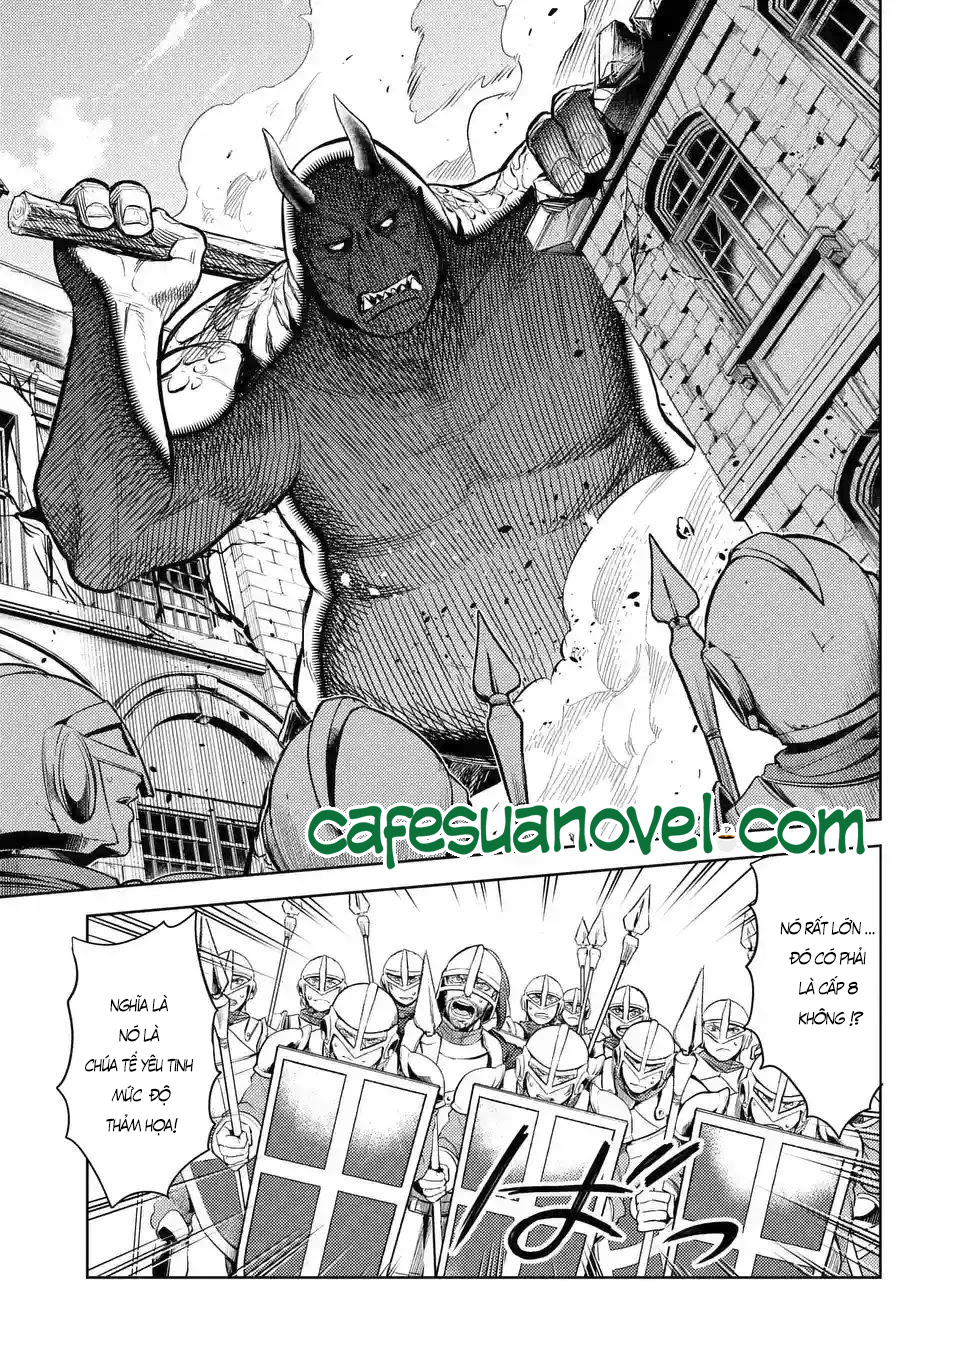 cafesuanovel.com
NÓ RẤT LỚN ...
ĐÓ CÓ PHẢI
LÀ CẤP 8
KHÔNG !?
NGHĨA LÀ
NÓ LÀ
CHÚA TỂ YÊU TINH
MỨC ĐỘ
THẢM HỌA!
ばっ